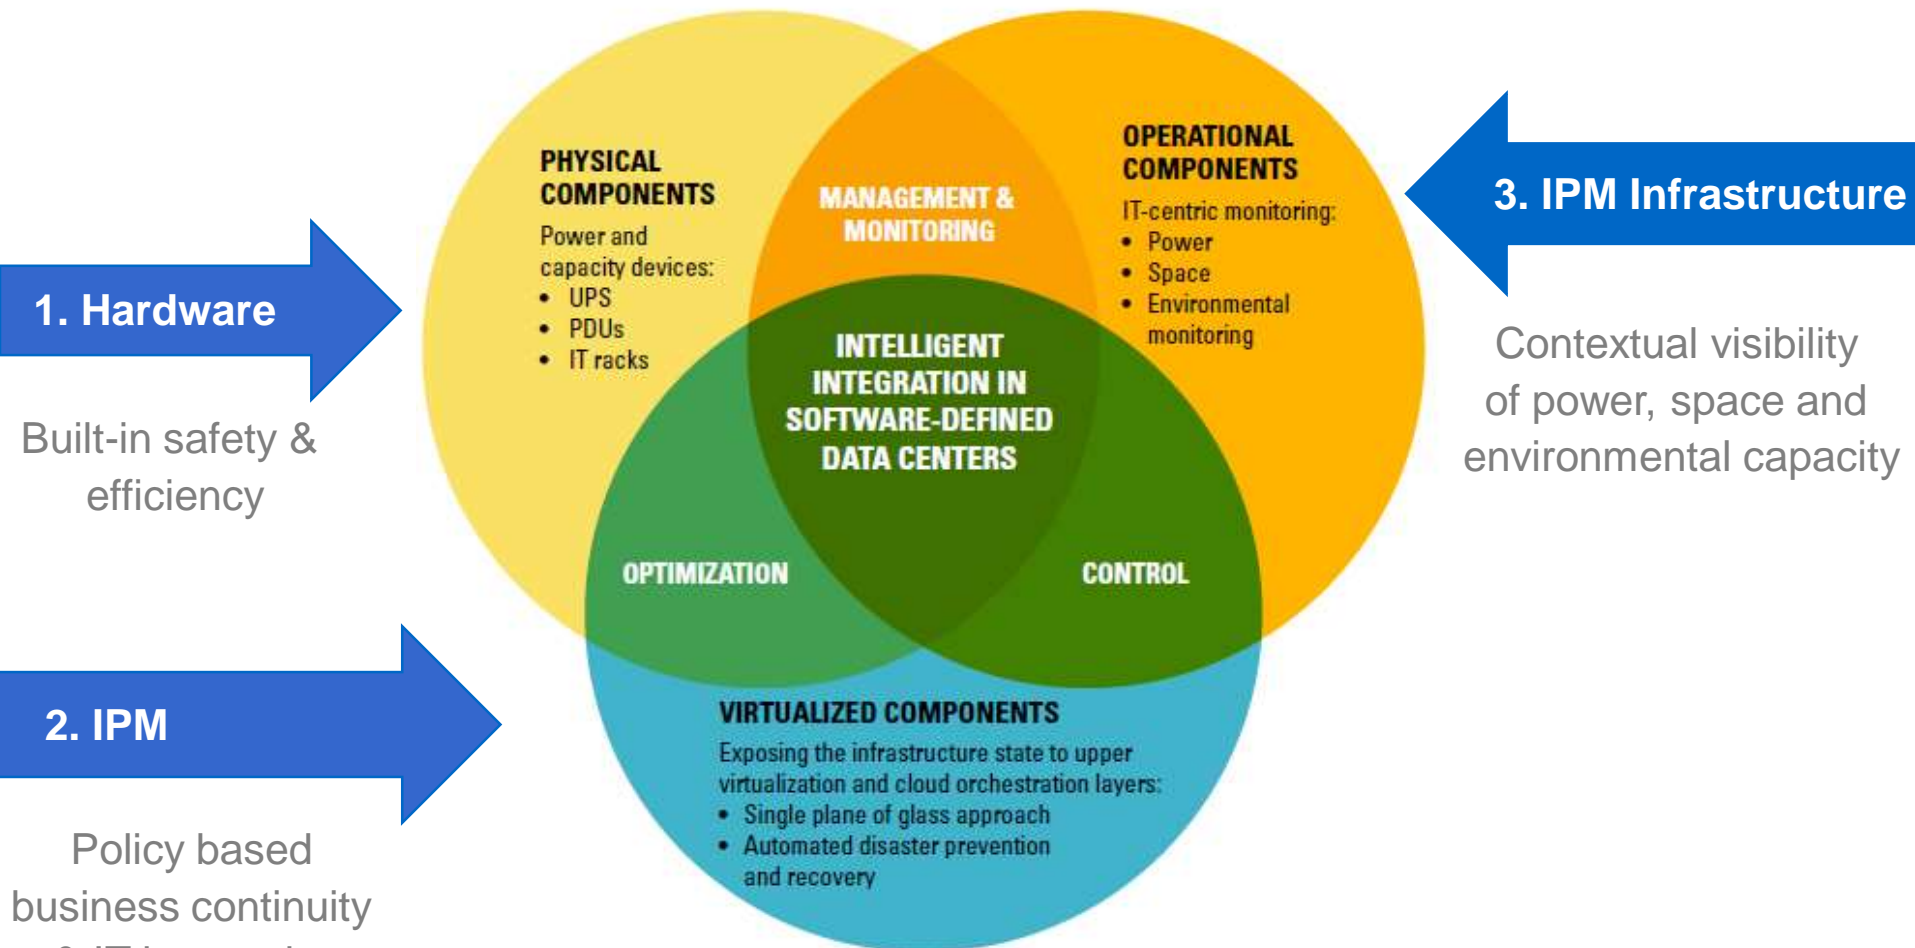 1. Hardware
Built-in safety &
efficiency
2. IPM
Policy based
business continuity
PHYSICAL
COMPONENTS
Power and
capacity devices:
• UPS
• PDUs
• IT racks
MANAGEMENT &
MONITORING
OPERATIONAL
COMPONENTS
IT-centric monitoring:
• Power
• Space
• Environmental
monitoring
INTELLIGENT
INTEGRATION IN
SOFTWARE-DEFINED
DATA CENTERS
OPTIMIZATION
CONTROL
VIRTUALIZED COMPONENTS
Exposing the infrastructure state to upper
virtualization and cloud orchestration layers:
• Single plane of glass approach
• Automated disaster prevention
and recovery
3. IPM Infrastructure
Contextual visibility
of power, space and
environmental capacity